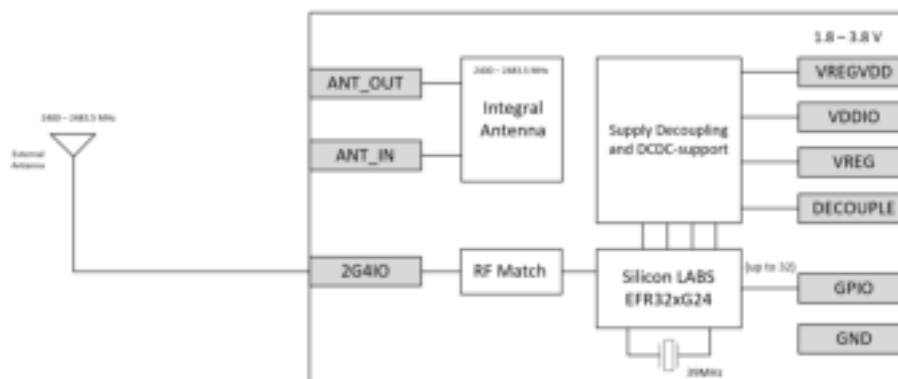 1.8 – 3.8 V
VREGVDD
2400 – 2483.5 MHz
ANT_OUT
Integral
Antenna
VDDIO
2400 – 2483.5 MHz
Supply Decoupling
and DCDC-support
External
Antenna
ANT_IN
VREG
DECOUPLE
2G4IO
RF Match
Silicon LABS
EFR32xG24
(up to 32)
GPIO
GND
39MHz